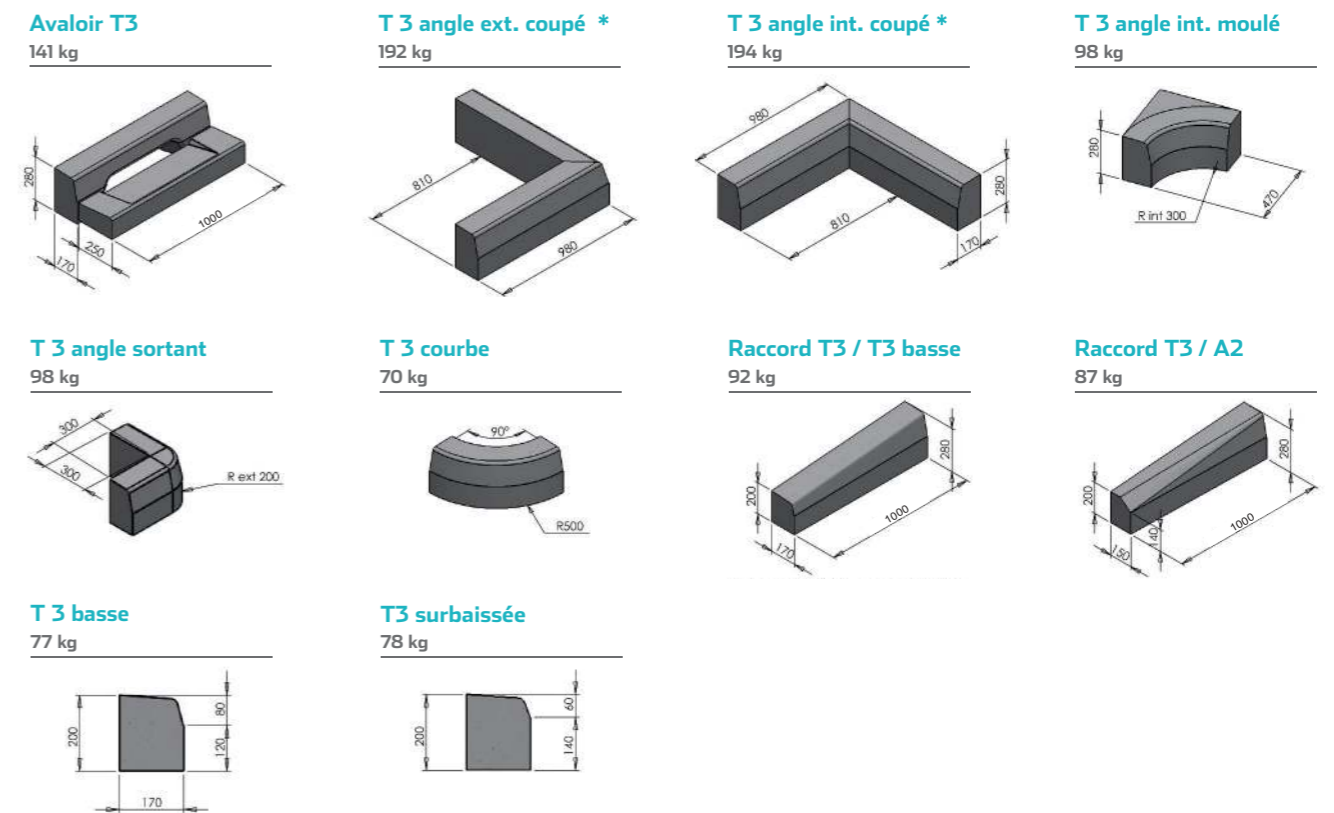 Avaloir T3
141 kg
280
170
250
1000
T 3 angle ext. coupé *
192 kg
810
980
T 3 angle int. coupé *
194 kg
980
810
280
170
T 3 angle int. moulé
98 kg
280
R int 300
470
T 3 angle sortant
98 kg
300
300
R ext 200
T 3 courbe
70 kg
90°
R500
Raccord T3 / T3 basse
92 kg
200
170
1000
280
Raccord T3 / A2
87 kg
200
150
140
1000
280
T 3 basse
77 kg
200
80
120
170
T3 surbaissée
78 kg
200
60
140